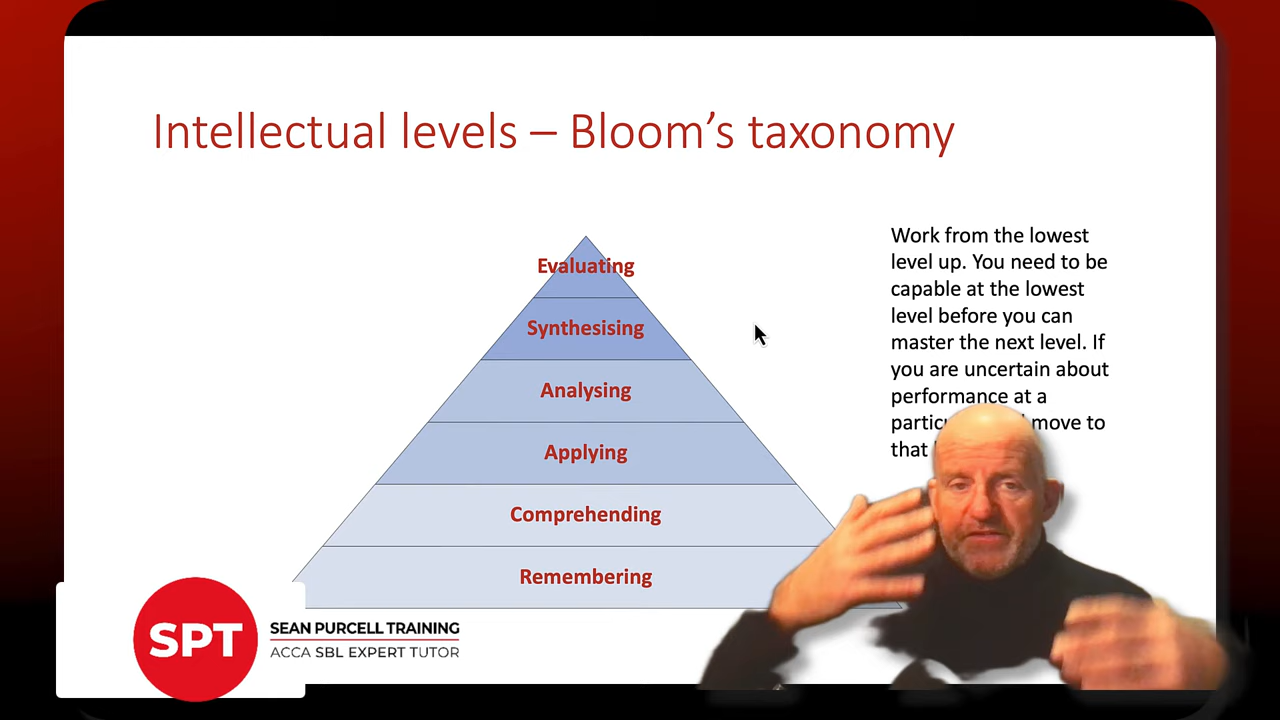 Intellectual levels – Bloom's taxonomy
Evaluating
Synthesising
Analysing
Applying
Comprehending
Remembering
Work from the lowest
level up. You need to be
capable at the lowest
level before you can
master the next level. If
you are uncertain about
performance at a
move to
that
SPT
SEAN PURCELL TRAINING
ACCA SBL EXPERT TUTOR